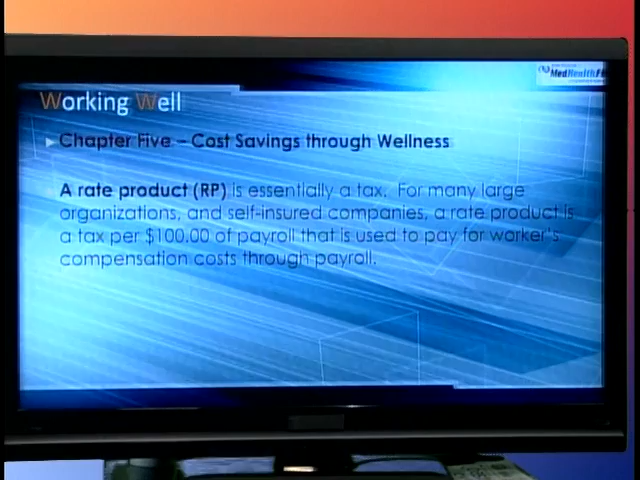 MedHealthFit
Working Well
Chapter Five – Cost Savings through Wellness
A rate product (RP) is essentially a tax. For many large
organizations, and self-insured companies, a rate product is
a tax per $100.00 of payroll that is used to pay for worker's
compensation costs through payroll.